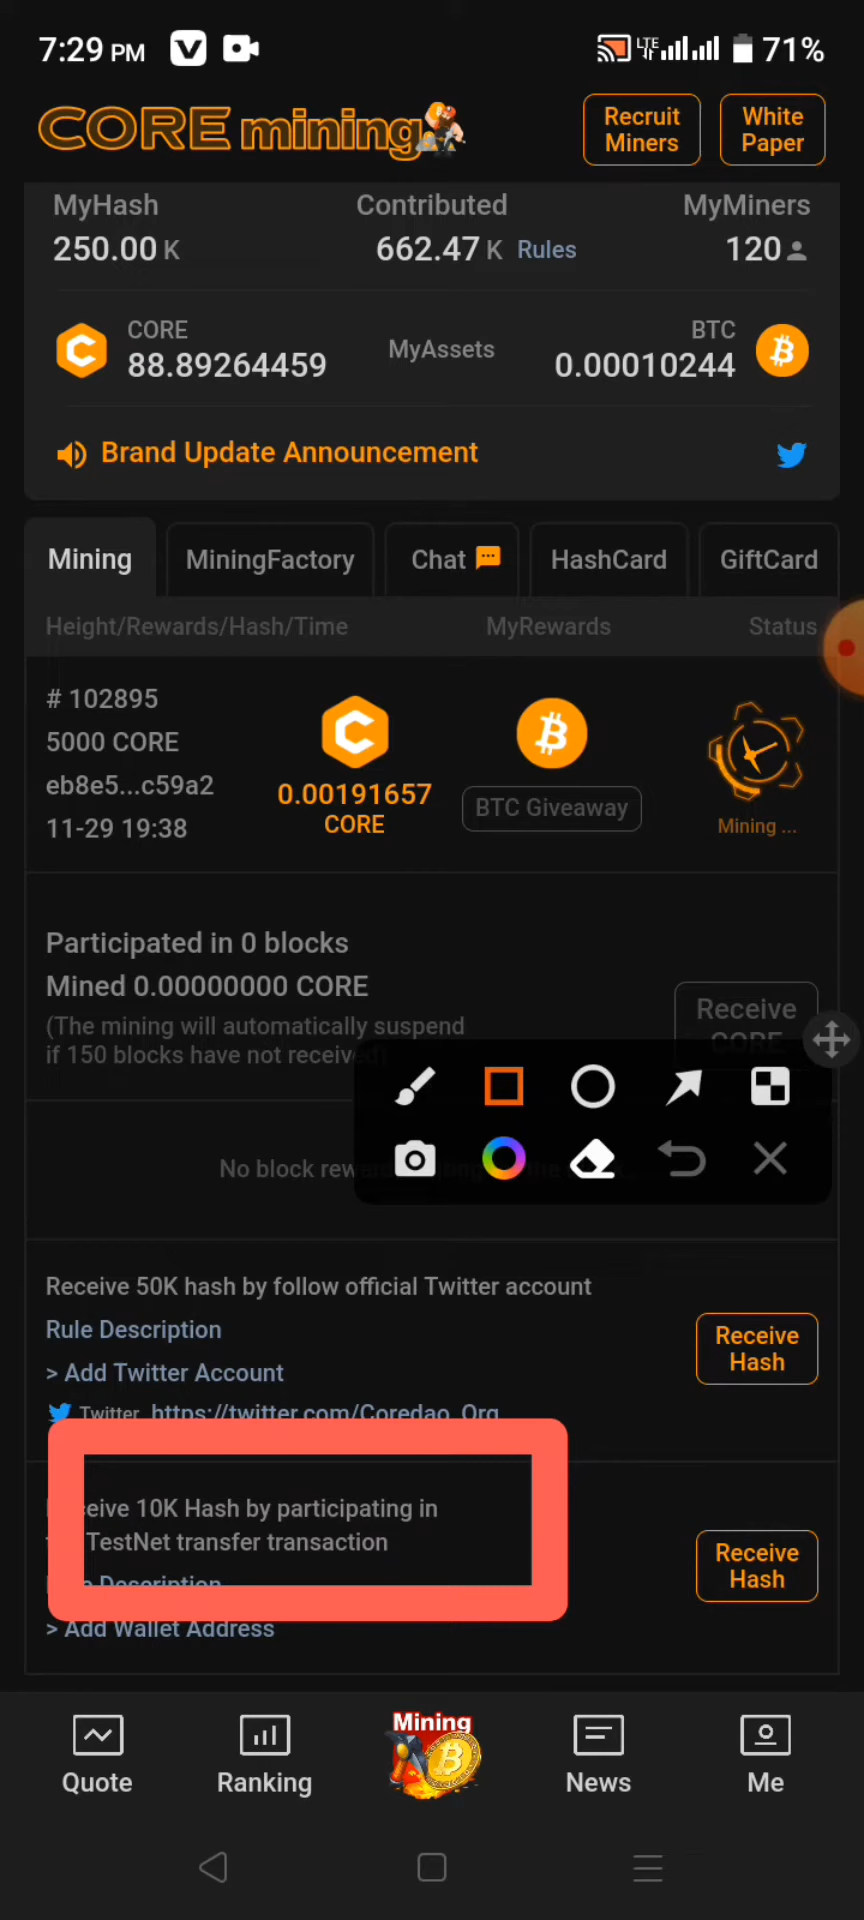 7:29 PM
LTE
71%
CORE mining
Recruit Miners
White Paper
MyHash
Contributed
MyMiners
250.00 K
662.47 K Rules
120
CORE
88.89264459
MyAssets
BTC
0.00010244
Brand Update Announcement
Mining
MiningFactory
Chat
HashCard
GiftCard
Height/Rewards/Hash/Time
MyRewards
Status
# 102895
5000 CORE
eb8e5...c59a2
11-29 19:38
0.00191657
CORE
BTC Giveaway
Mining ...
Participated in 0 blocks
Mined 0.00000000 CORE
(The mining will automatically suspend
if 150 blocks have not received)
Receive
CORE
No block
Receive 50K hash by follow official Twitter account
Rule Description
> Add Twitter Account
Twitter https://twitter.com/Coredao_Org
Receive
Hash
10K Hash by participating in
TestNet transfer transaction
Description
> Add Wallet Address
Receive
Hash
Mining
Quote
Ranking
News
Me